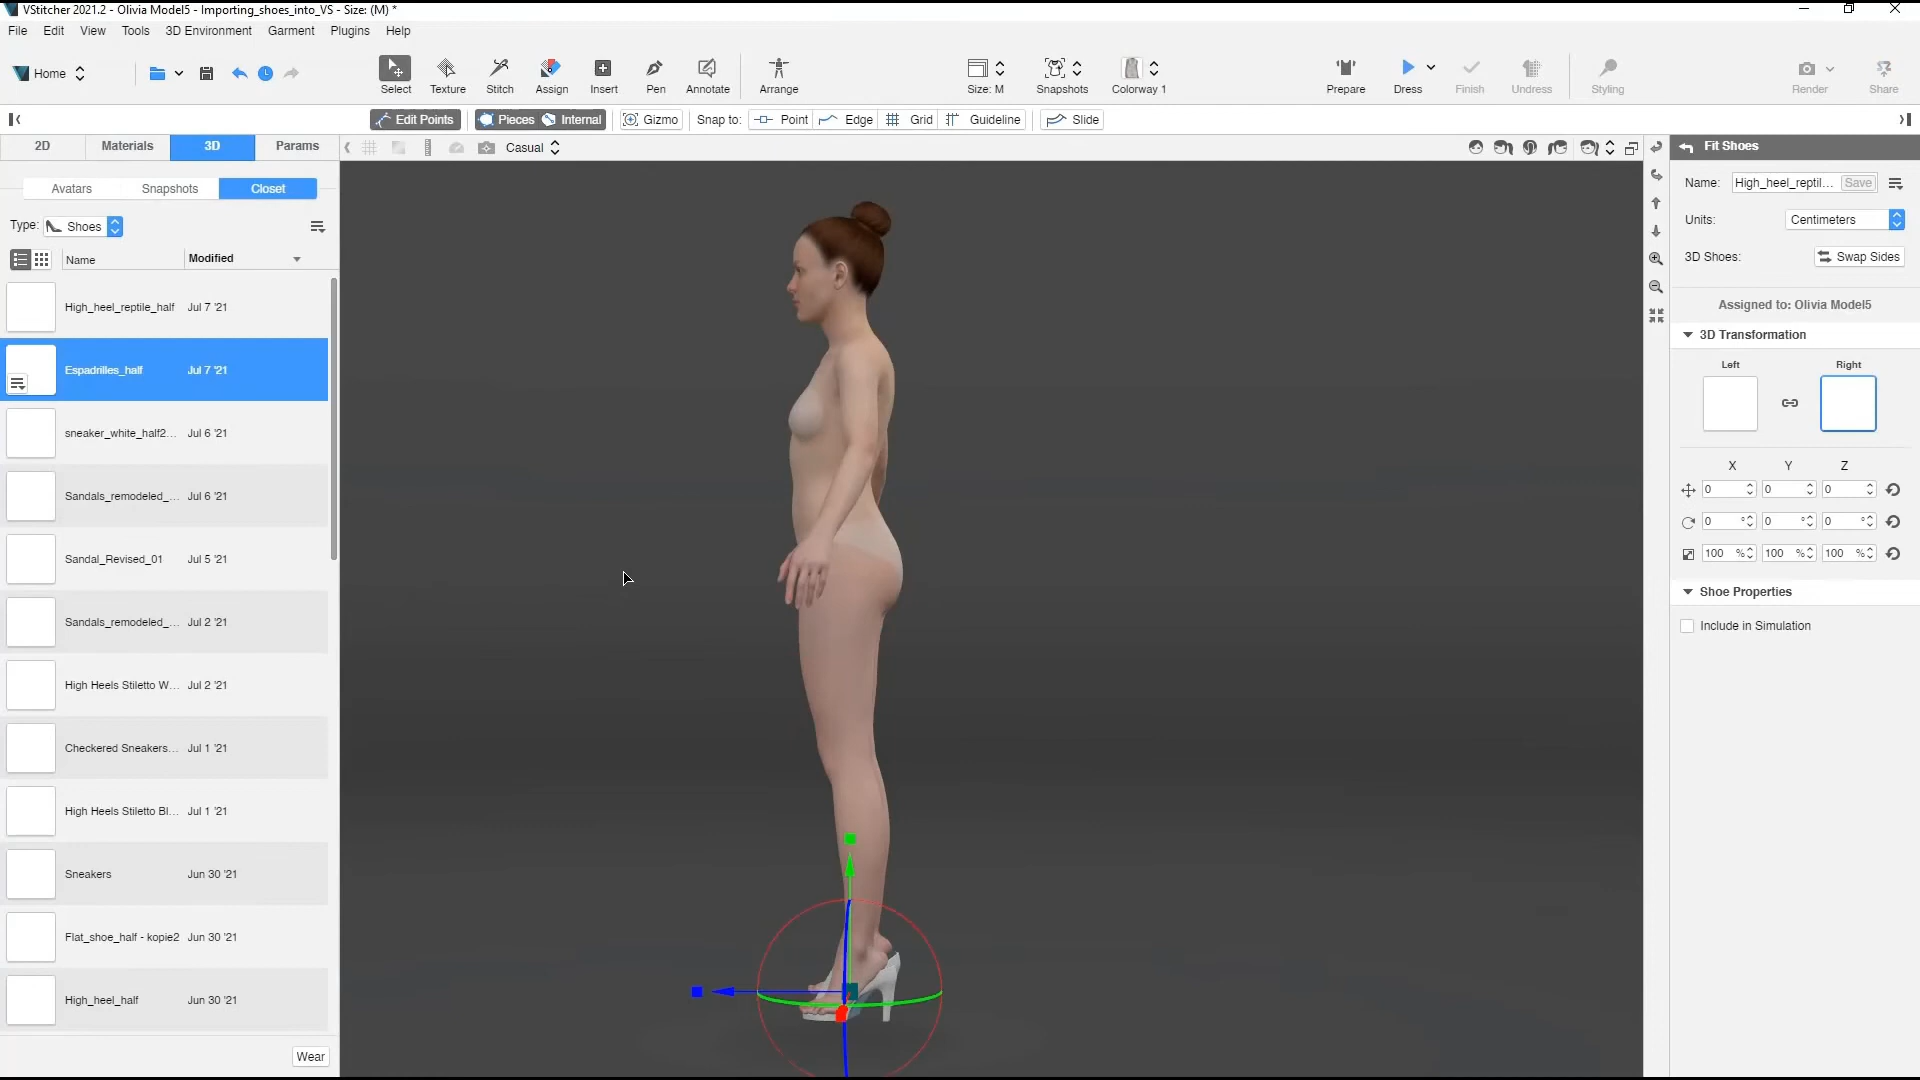 VStitcher 2021.2 - Olivia Model5 - Importing_shoes_into_VS - Size: (M) *
File Edit View Tools 3D Environment Garment Plugins Help
Home
Select Texture Stitch Assign Insert Pen Annotate Arrange Size: M Snapshots Colorway 1 Prepare Dress Finish Undress Styling Render Share
Edit Points Pieces Internal Gizmo Snap to: Point Edge Grid Guideline Slide
2D Materials 3D Params
Casual
Fit Shoes
Avatars Snapshots Closet
Name: High_heel_reptil... Save
Type: Shoes
Units: Centimeters
Name Modified
3D Shoes: Swap Sides
High_heel_reptile_half Jul 7 '21
Assigned to: Olivia Model5
3D Transformation
Espadrilles_half Jul 7 '21
Left Right
sneaker_white_half2... Jul 6 '21
X Y Z
Sandals_remodeled_... Jul 6 '21
0 0 0
0 ° 0 ° 0 °
Sandal_Revised_01 Jul 5 '21
100 % 100 % 100 %
Shoe Properties
Sandals_remodeled_... Jul 2 '21
Include in Simulation
High Heels Stiletto W... Jul 2 '21
Checkered Sneakers... Jul 1 '21
High Heels Stiletto Bl... Jul 1 '21
Sneakers Jun 30 '21
Flat_shoe_half - kopie2 Jun 30 '21
High_heel_half Jun 30 '21
Wear